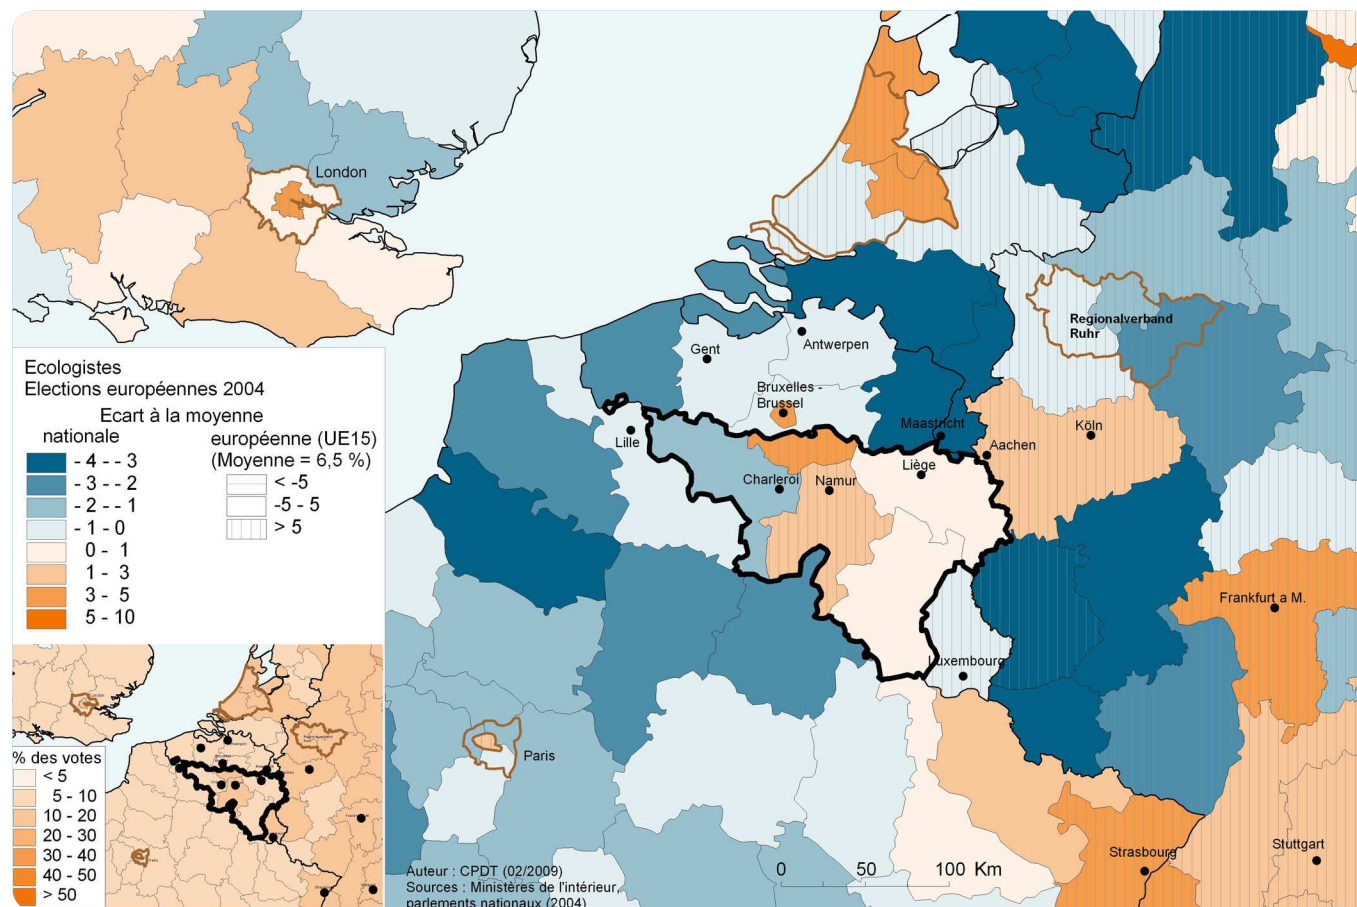 London
Regionalverband
Ruhr
Gent
Antwerpen
Bruxelles -
Brussel
Maastricht
Lille
Aachen
Köln
Liège
Charleroi
Namur
Frankfurt a M.
Luxembourg
Paris
Strasbourg
Stuttgart
Ecologistes
Elections européennes 2004
Ecart à la moyenne
nationale
- 4 - - 3
- 3 - - 2
- 2 - - 1
- 1 - 0
0 - 1
1 - 3
3 - 5
5 - 10
européenne (UE15)
(Moyenne = 6,5 %)
< -5
-5 - 5
> 5
% des votes
< 5
5 - 10
10 - 20
20 - 30
30 - 40
40 - 50
> 50
0 50 100 Km
Auteur : CPDT (02/2009)
Sources : Ministères de l'intérieur,
parlements nationaux (2004)